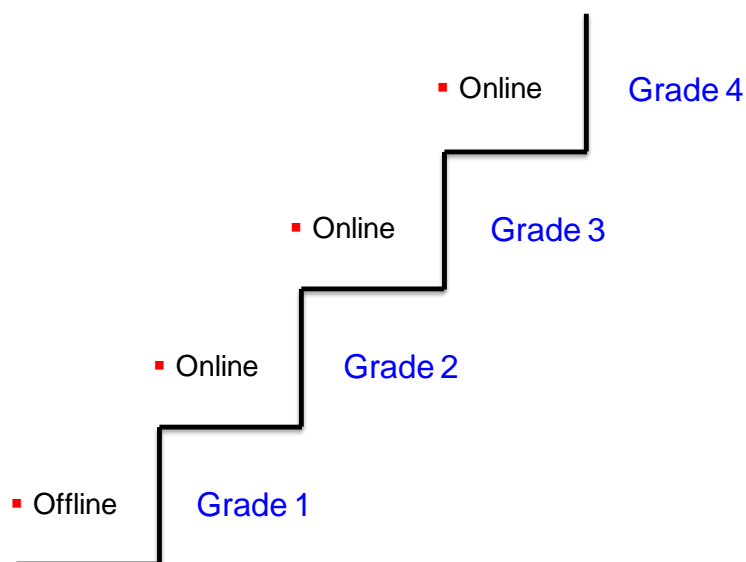 ▪ Online Grade 4
▪ Online Grade 3
▪ Online Grade 2
▪ Offline Grade 1